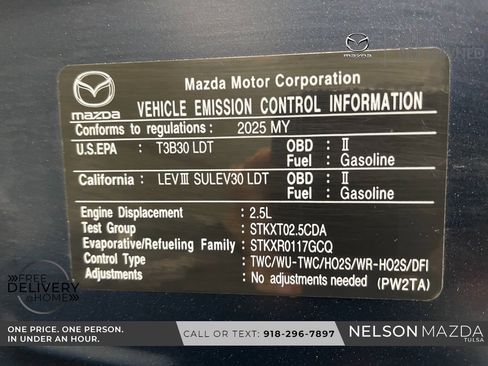 Mazda Motor Corporation
mazda VEHICLE EMISSION CONTROL INFORMATION
Conforms to regulations: 2025 MY
U.S.EPA : T3B30 LDT OBD : II
Fuel : Gasoline
California : LEVIII SULEV30 LDT OBD : II
Fuel : Gasoline
Engine Displacement : 2.5L
Test Group : STKXT02.5CDA
Evaporative/Refueling Family : STKXR0117GCQ
Control Type : TWC/WU-TWC/HO2S/WR-HO2S/DFI
Adjustments : No adjustments needed (PW2TA)
FREE
DELIVERY
@HOME
ONE PRICE. ONE PERSON.
IN UNDER AN HOUR.
CALL OR TEXT: 918-296-7897
NELSON MAZDA
TULSA